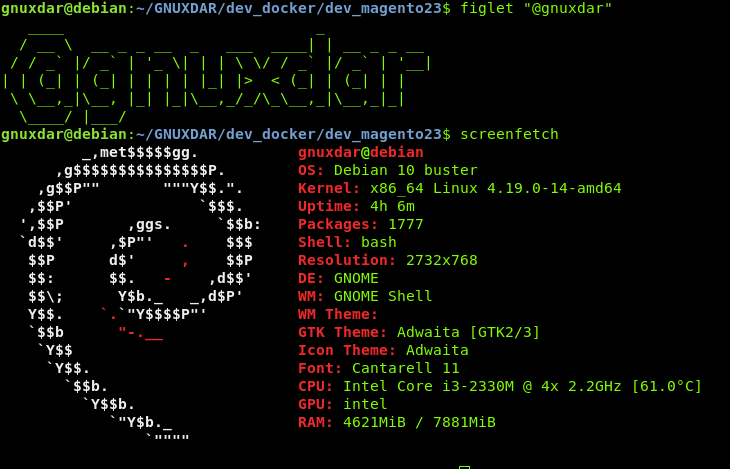 gnuxdar@debian:~/GNUXDAR/dev_docker/dev_magento23$ figlet "@gnuxdar"
@gnuxdar
gnuxdar@debian:~/GNUXDAR/dev_docker/dev_magento23$ screenfetch
         _,met$$$$$gg.           gnuxdar@debian
      ,g$$$$$$$$$$$$$$$P.        OS: Debian 10 buster
    ,g$$P""       """Y$$.".      Kernel: x86_64 Linux 4.19.0-14-amd64
   ,$$P'              `$$$.      Uptime: 4h 6m
  ',$$P       ,ggs.     `$$b:    Packages: 1777
  `d$$'     ,$P"'   .    $$$     Shell: bash
   $$P      d$'     ,    $$P     Resolution: 2732x768
   $$:      $$.   -    ,d$$'     DE: GNOME
   $$\;      Y$b._   _,d$P'      WM: GNOME Shell
   Y$$.    `.`"Y$$$$P"'          WM Theme:
   `$$b      "-.__               GTK Theme: Adwaita [GTK2/3]
    `Y$$                         Icon Theme: Adwaita
     `Y$$.                       Font: Cantarell 11
       `$$b.                     CPU: Intel Core i3-2330M @ 4x 2.2GHz [61.0°C]
         `Y$$b.                  GPU: intel
            `"Y$b._              RAM: 4621MiB / 7881MiB
                `""""